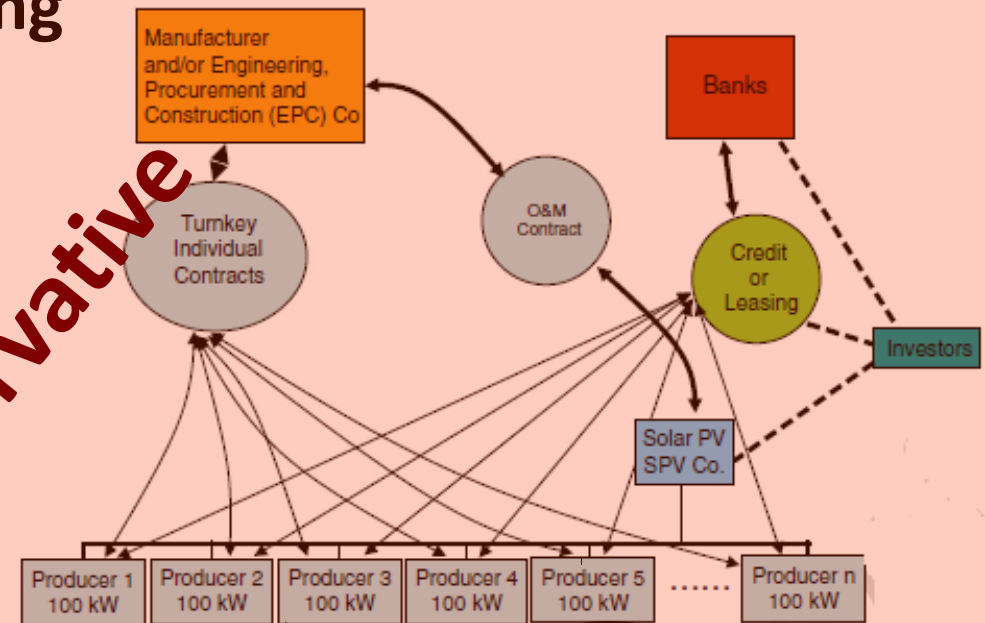 ng
Manufacturer
and/or Engineering,
Procurement and
Construction (EPC) Co
Banks
vative
Turnkey
Individual
Contracts
O&M
Contract
Credit
or
Leasing
Investors
Solar PV
SPV Co.
Producer 1
100 kW
Producer 2
100 kW
Producer 3
100 kW
Producer 4
100 kW
Producer 5
100 kW
......
Producer n
100 kW